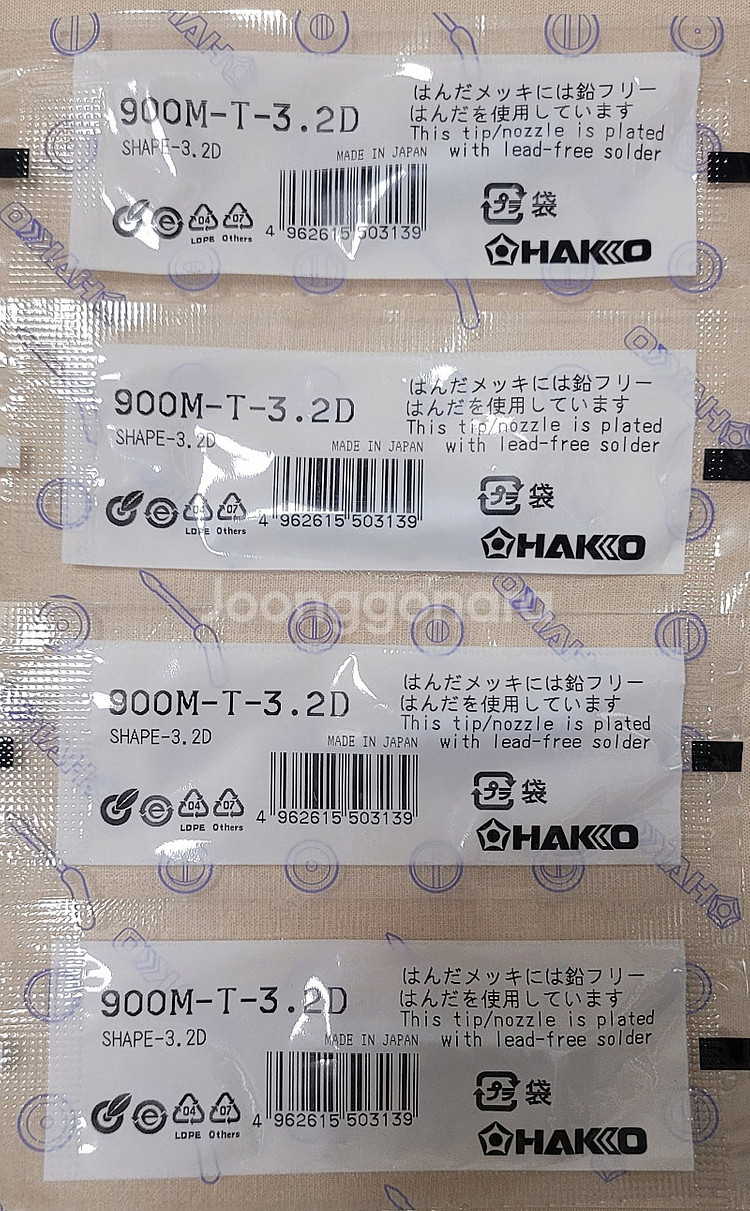 900M-T-3.2D
SHAPE-3.2D
はんだメッキには鉛フリー
はんだを使用しています
This tip/nozzle is plated
with lead-free solder
MADE IN JAPAN
04 07
LDPE Others
4 962615 503139
プラ 袋
HAKKO
900M-T-3.2D
SHAPE-3.2D
はんだメッキには鉛フリー
はんだを使用しています
This tip/nozzle is plated
with lead-free solder
MADE IN JAPAN
04 07
LDPE Others
4 962615 503139
プラ 袋
HAKKO
Joonggonara
900M-T-3.2D
SHAPE-3.2D
はんだメッキには鉛フリー
はんだを使用しています
This tip/nozzle is plated
with lead-free solder
MADE IN JAPAN
04 07
LDPE Others
4 962615 503139
プラ 袋
HAKKO
900M-T-3.2D
SHAPE-3.2D
はんだメッキには鉛フリー
はんだを使用しています
This tip/nozzle is plated
with lead-free solder
MADE IN JAPAN
04 07
LDPE Others
4 962615 503139
プラ 袋
HAKKO